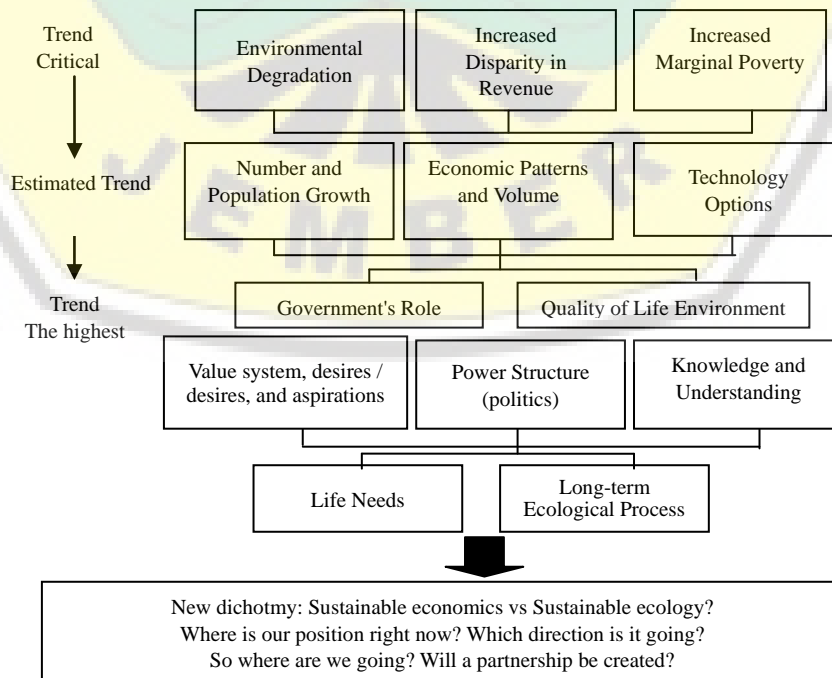 Trend
Critical
Environmental
Degradation
Increased
Disparity in
Revenue
Increased
Marginal Poverty
Estimated Trend
Number and
Population Growth
Economic Patterns
and Volume
Technology
Options
JEMBER
Trend
The highest
Government's Role
Quality of Life Environment
Value system, desires /
desires, and aspirations
Power Structure
(politics)
Knowledge and
Understanding
Life Needs
Long-term
Ecological Process
New dichotmy: Sustainable economics vs Sustainable ecology?
Where is our position right now? Which direction is it going?
So where are we going? Will a partnership be created?